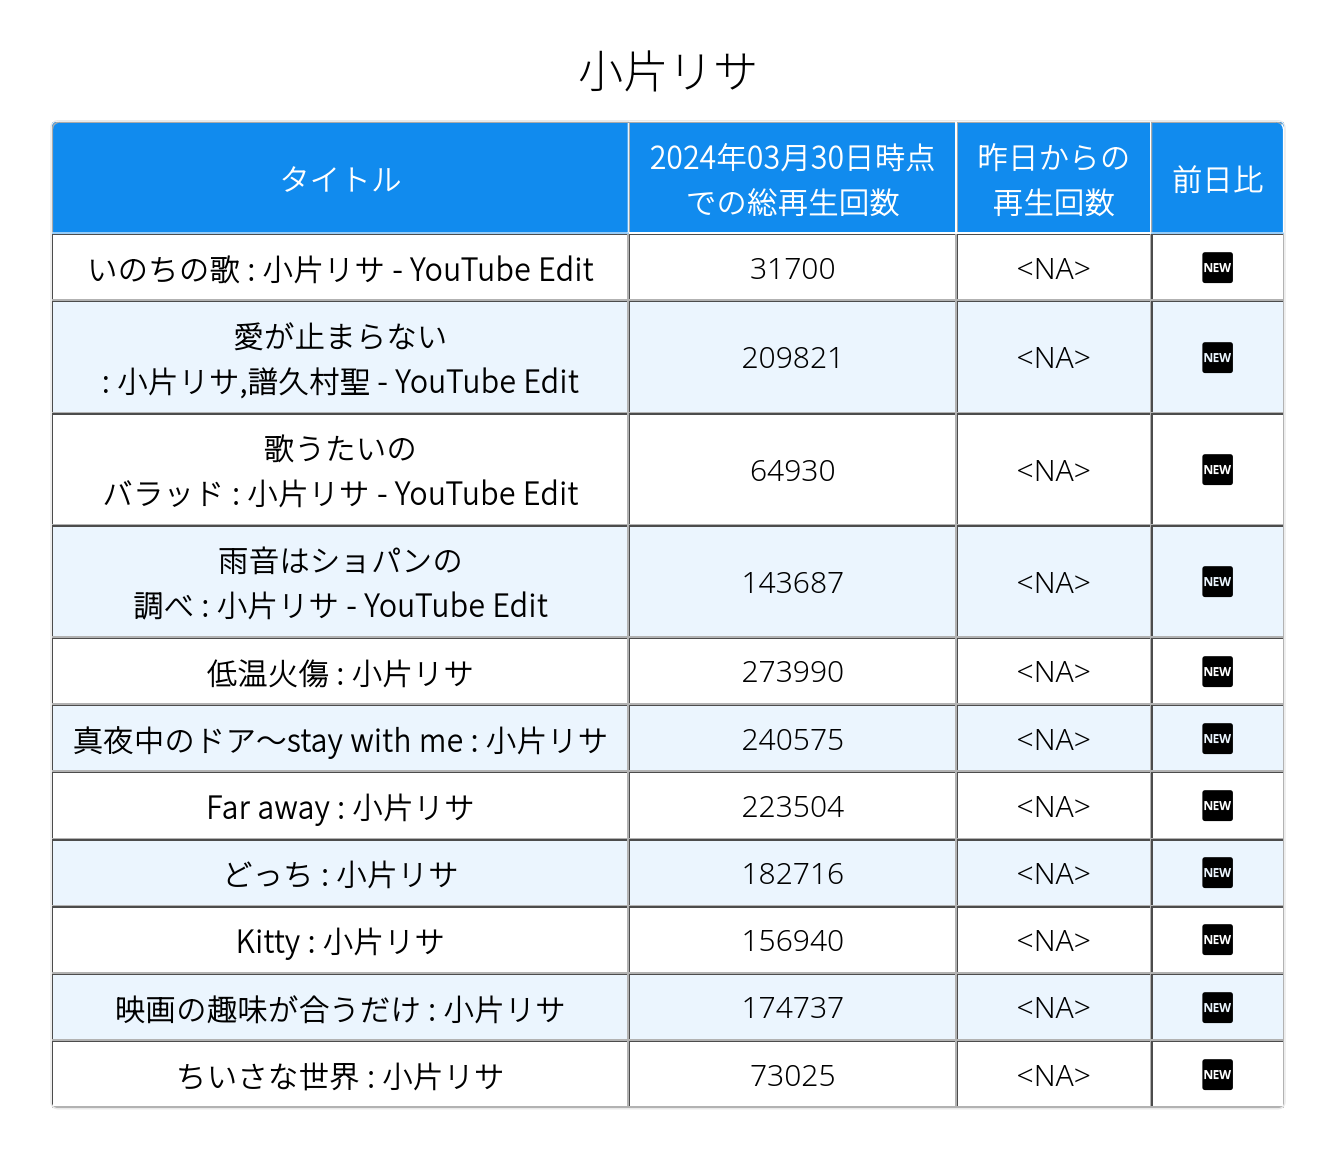 小片リサ
タイトル
2024年03月30日時点
での総再生回数
昨日からの
再生回数
前日比
いのちの歌 : 小片リサ - YouTube Edit
31700
<NA>
NEW
愛が止まらない
: 小片リサ,譜久村聖 - YouTube Edit
209821
<NA>
NEW
歌うたいの
バラッド : 小片リサ - YouTube Edit
64930
<NA>
NEW
雨音はショパンの
調べ : 小片リサ - YouTube Edit
143687
<NA>
NEW
低温火傷 : 小片リサ
273990
<NA>
NEW
真夜中のドア〜stay with me : 小片リサ
240575
<NA>
NEW
Far away : 小片リサ
223504
<NA>
NEW
どっち : 小片リサ
182716
<NA>
NEW
Kitty : 小片リサ
156940
<NA>
NEW
映画の趣味が合うだけ : 小片リサ
174737
<NA>
NEW
ちいさな世界 : 小片リサ
73025
<NA>
NEW